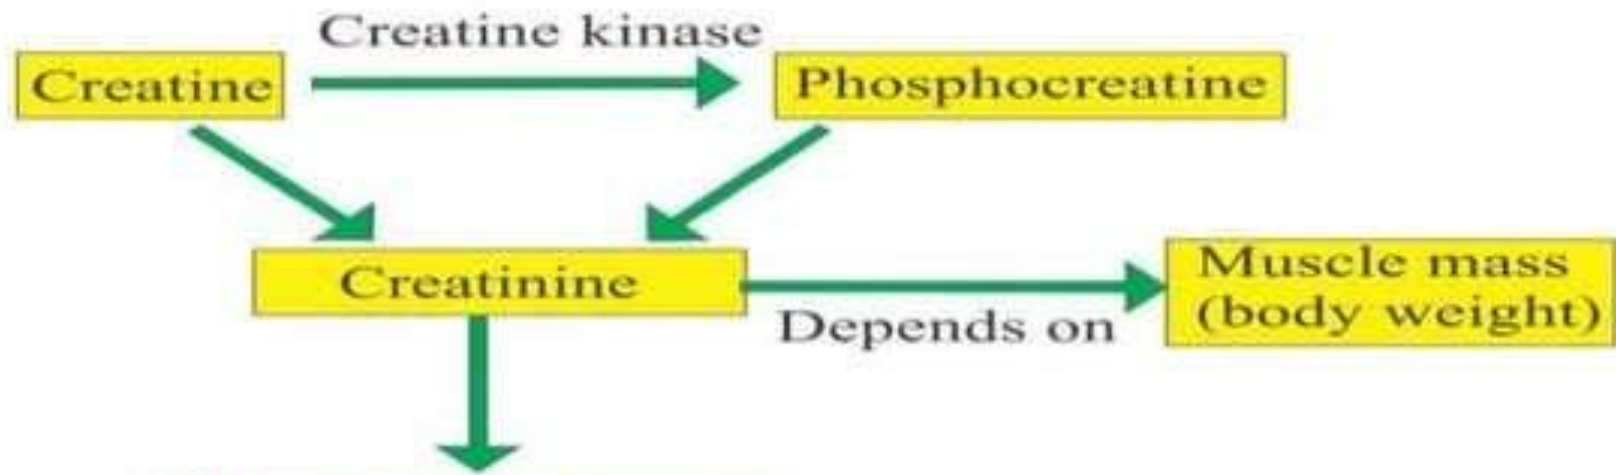 Creatine kinase
Creatine
Phosphocreatine
Creatinine
Depends on
Muscle mass
(body weight)